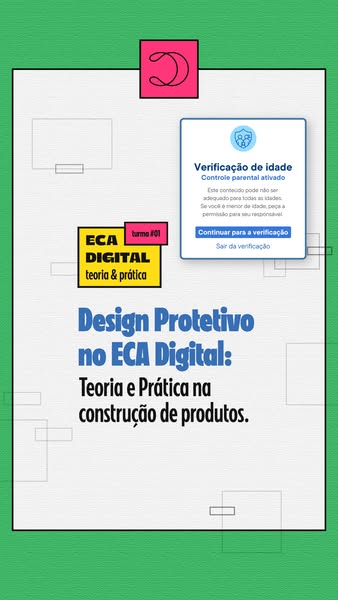 Verificação de idade
Controle parental ativado
Este conteúdo pode não ser
adequado para todas as idades.
Se você é menor de idade, peça a
permissão para seu responsável.
Continuar para a verificação
Sair da verificação
turma #01
ECA
DIGITAL
teoria & prática
Design Protetivo
no ECA Digital:
Teoria e Prática na
construção de produtos.